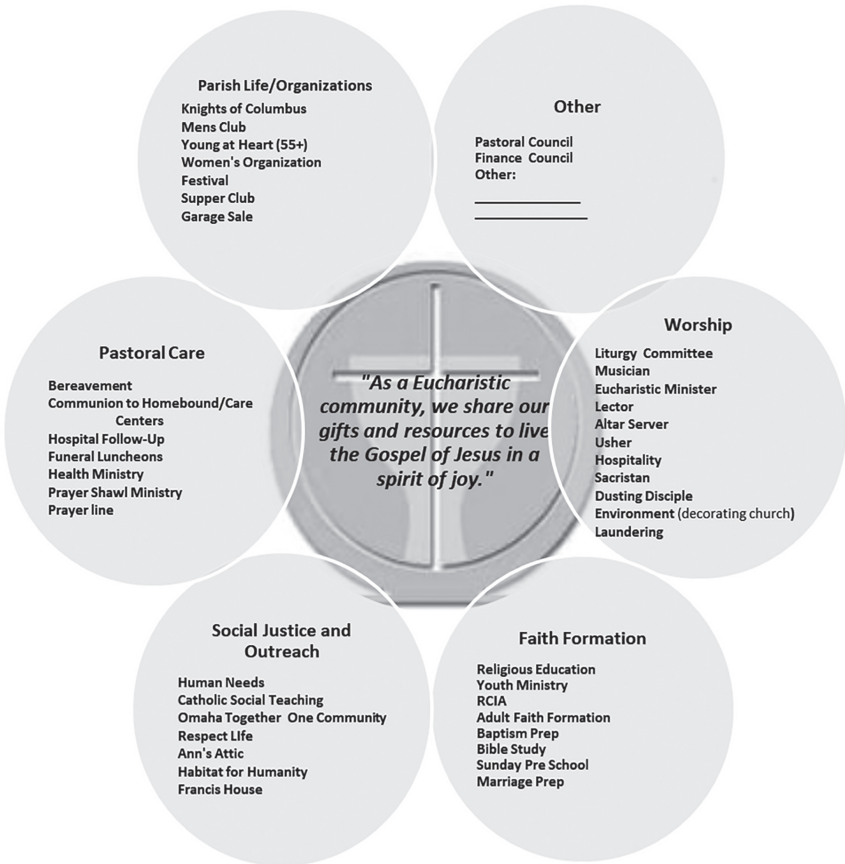 Parish Life/Organizations
Knights of Columbus
Mens Club
Young at Heart (55+)
Women's Organization
Festival
Supper Club
Garage Sale
Other
Pastoral Council
Finance Council
Other:
Pastoral Care
Bereavement
Communion to Homebound/Care
Centers
Hospital Follow-Up
Funeral Luncheons
Health Ministry
Prayer Shawl Ministry
Prayer line
"As a Eucharistic
community, we share our
gifts and resources to live
the Gospel of Jesus in a
spirit of joy."
Worship
Liturgy Committee
Musician
Eucharistic Minister
Lector
Altar Server
Usher
Hospitality
Sacristan
Dusting Disciple
Environment (decorating church)
Laundering
Social Justice and
Outreach
Human Needs
Catholic Social Teaching
Omaha Together One Community
Respect LIfe
Ann's Attic
Habitat for Humanity
Francis House
Faith Formation
Religious Education
Youth Ministry
RCIA
Adult Faith Formation
Baptism Prep
Bible Study
Sunday Pre School
Marriage Prep